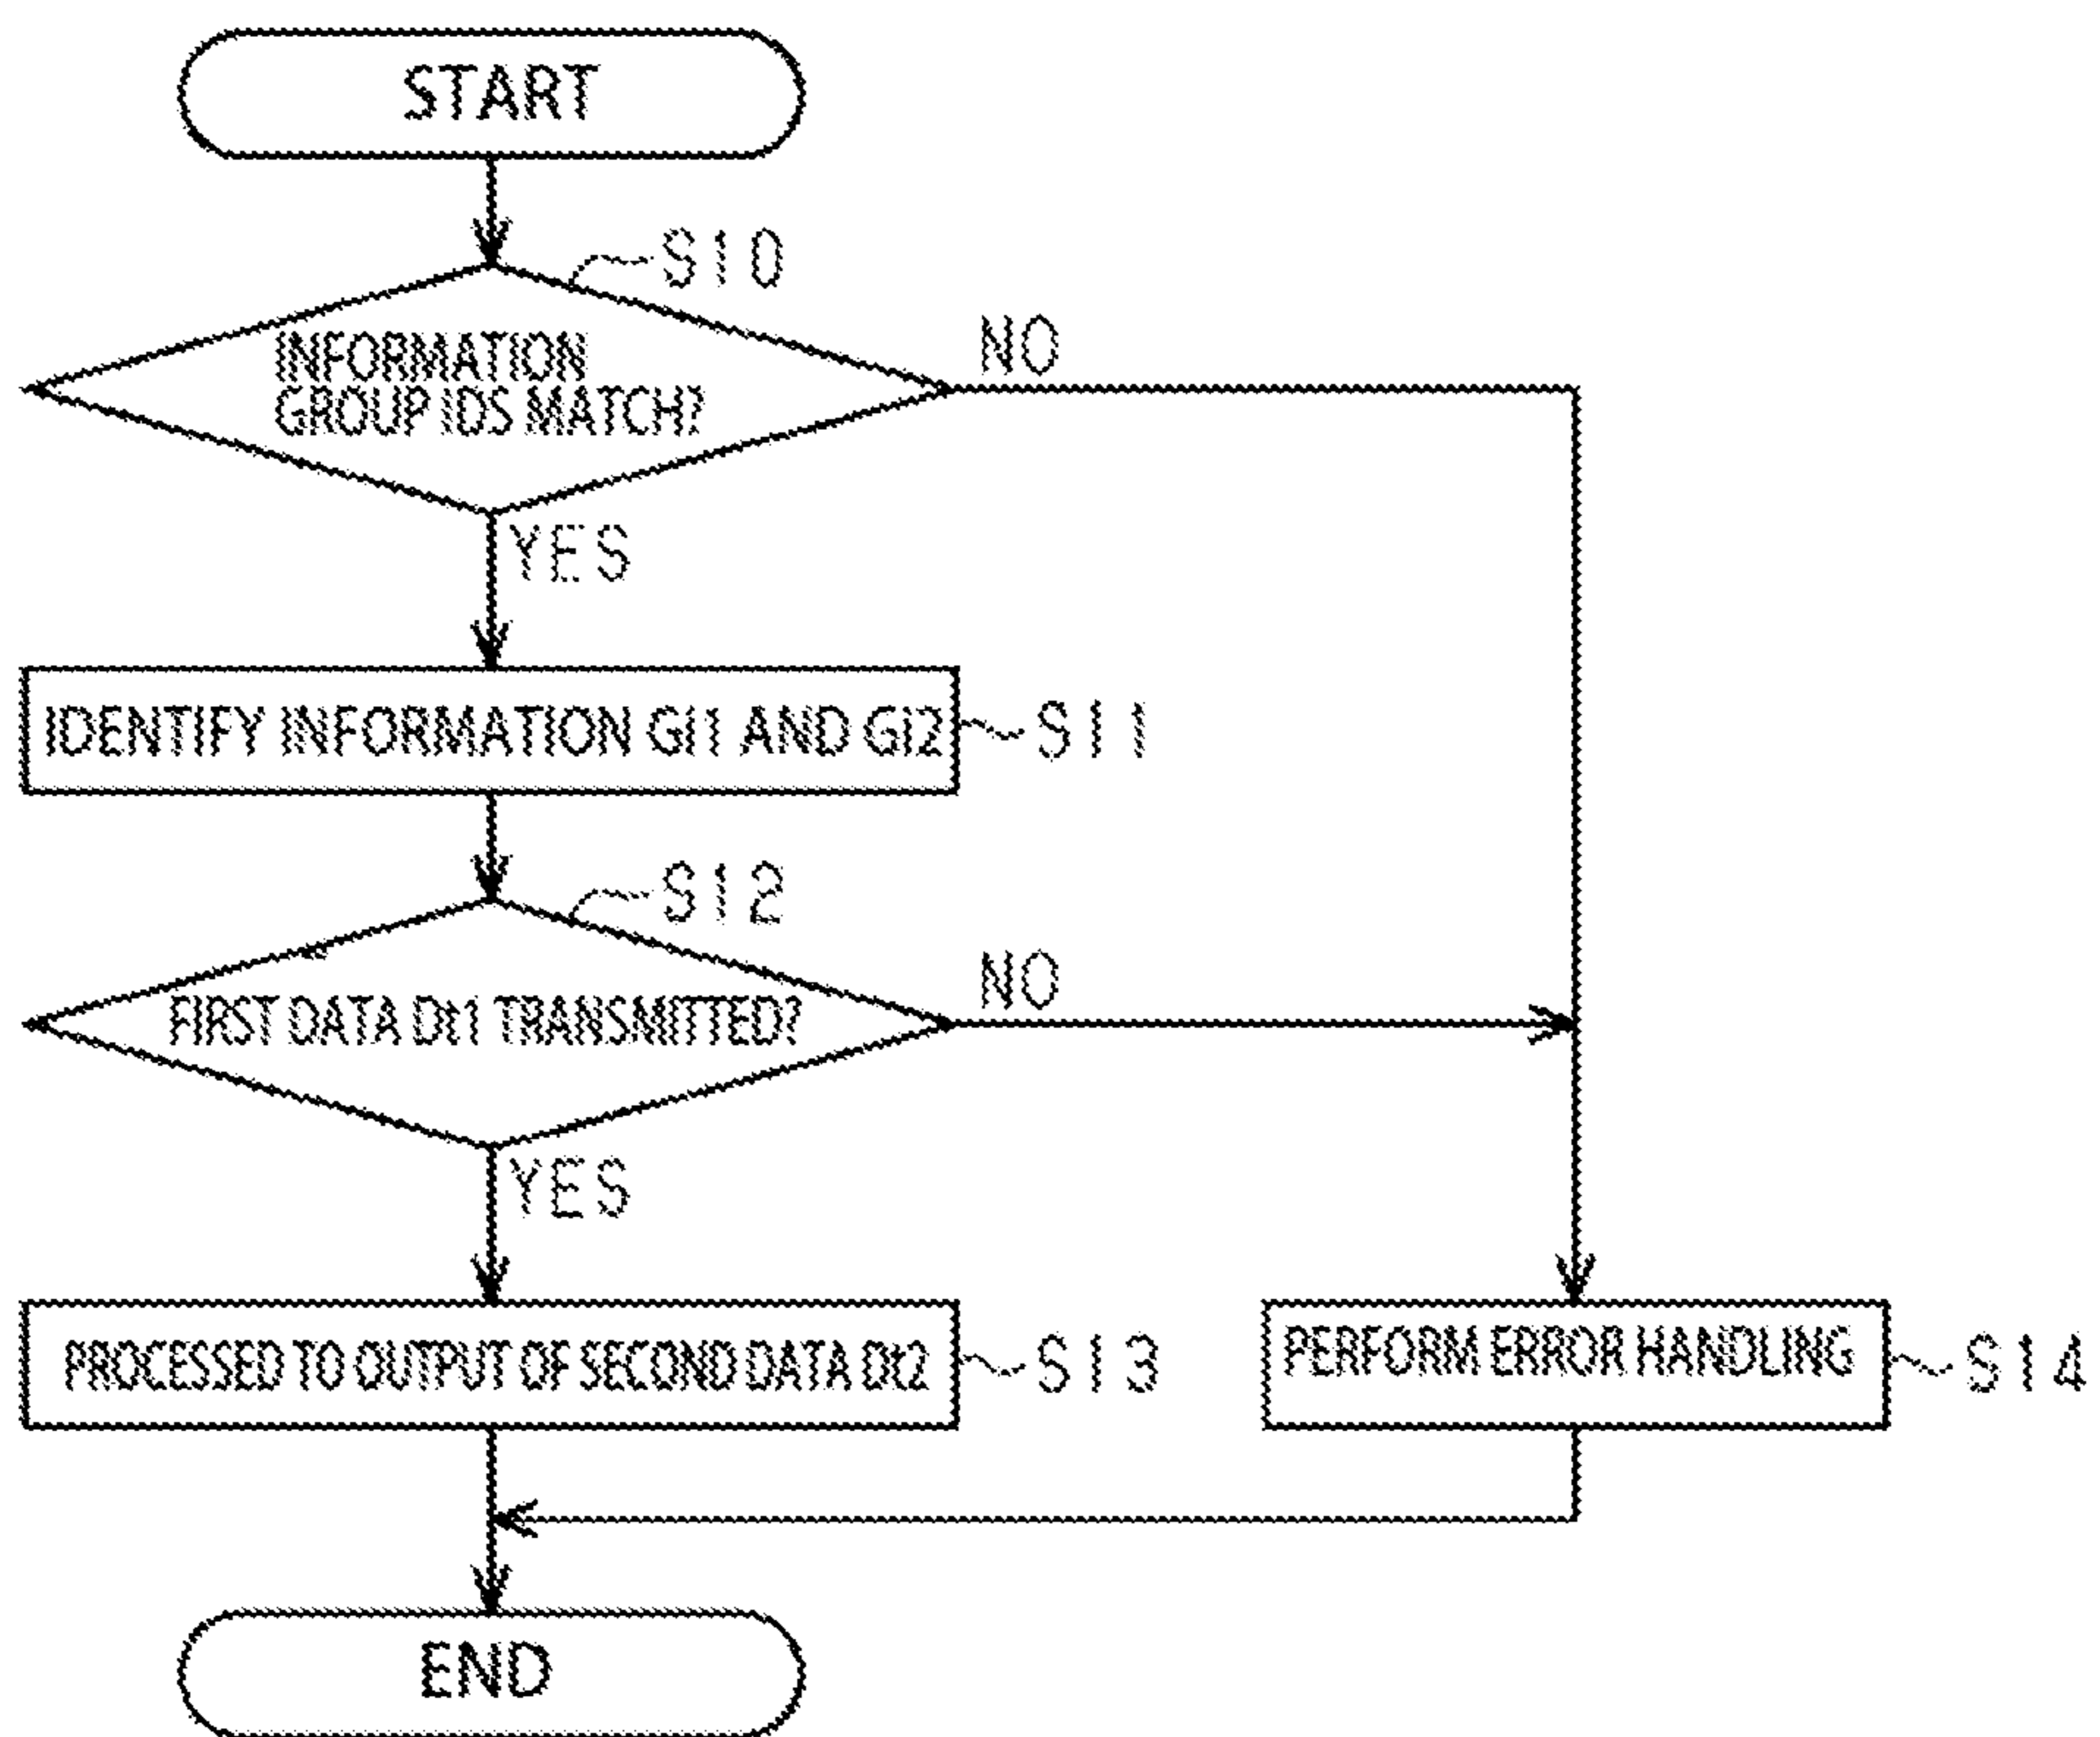 START
S10
INFORMATION
GROUP IDS MATCH?
NO
YES
IDENTIFY INFORMATION Gi1 AND Gi2
S11
S12
FIRST DATA Dt1 TRANSMITTED?
NO
YES
PROCESSED TO OUTPUT OF SECOND DATA Dt2
S13
PERFORM ERROR HANDLING
S14
END